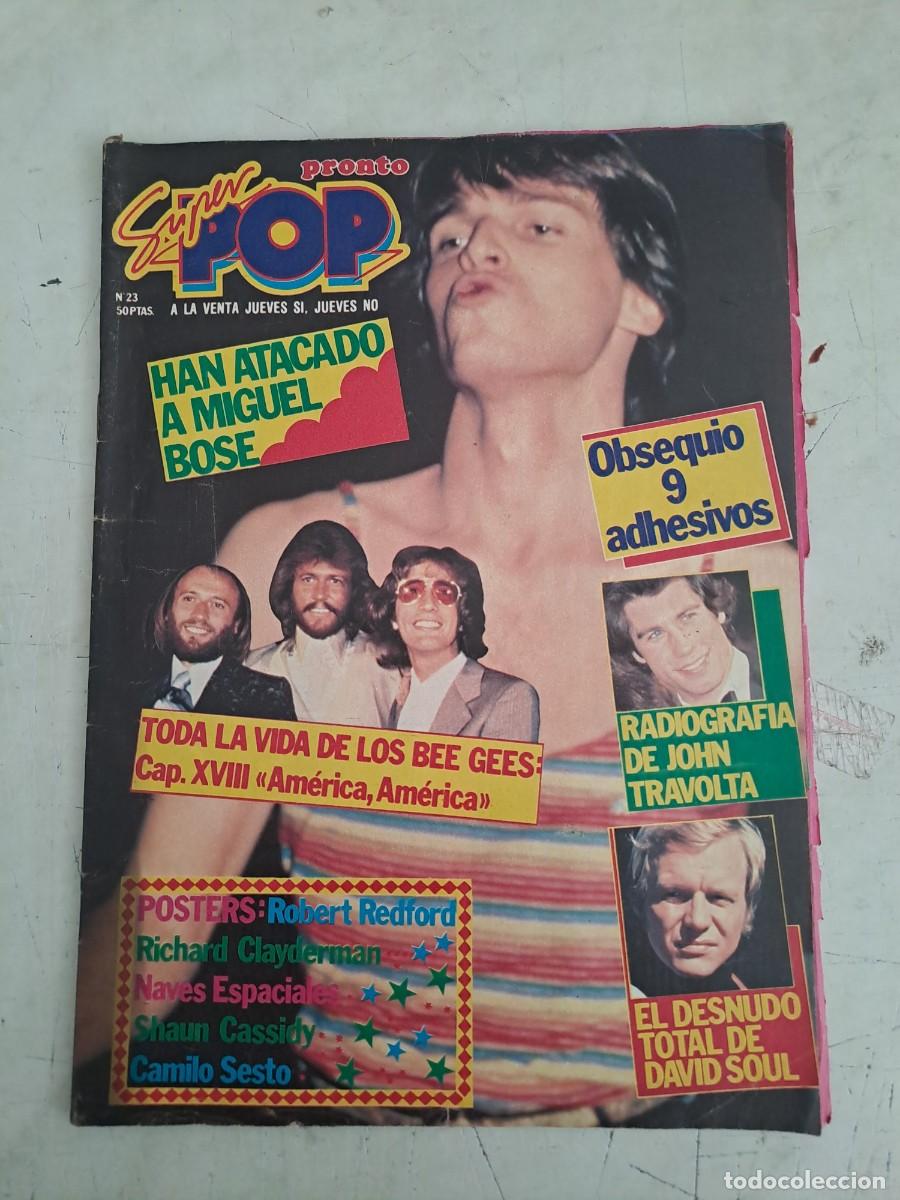 pronto
Súper POP
Nº 23
50 PTAS.
A LA VENTA JUEVES SI, JUEVES NO
HAN ATACADO
A MIGUEL
BOSE
Obsequio
9
adhesivos
TODA LA VIDA DE LOS BEE GEES:
Cap. XVIII «América, América»
RADIOGRAFIA
DE JOHN
TRAVOLTA
EL DESNUDO
TOTAL DE
DAVID SOUL
POSTERS: Robert Redford
Richard Clayderman
Naves Espaciales
Shaun Cassidy
Camilo Sesto
todocoleccion